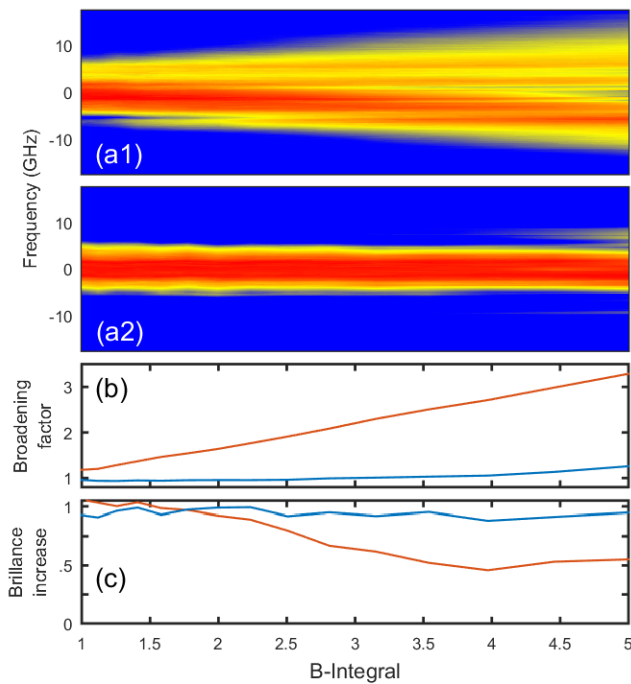 10
0
-10
(a1)
Frequency (GHz)
10
0
-10
(a2)
Broadening
factor
3
2
1
(b)
Brillance
increase
1
.5
0
(c)
1
1.5
2
2.5
3
3.5
4
4.5
5
B-Integral